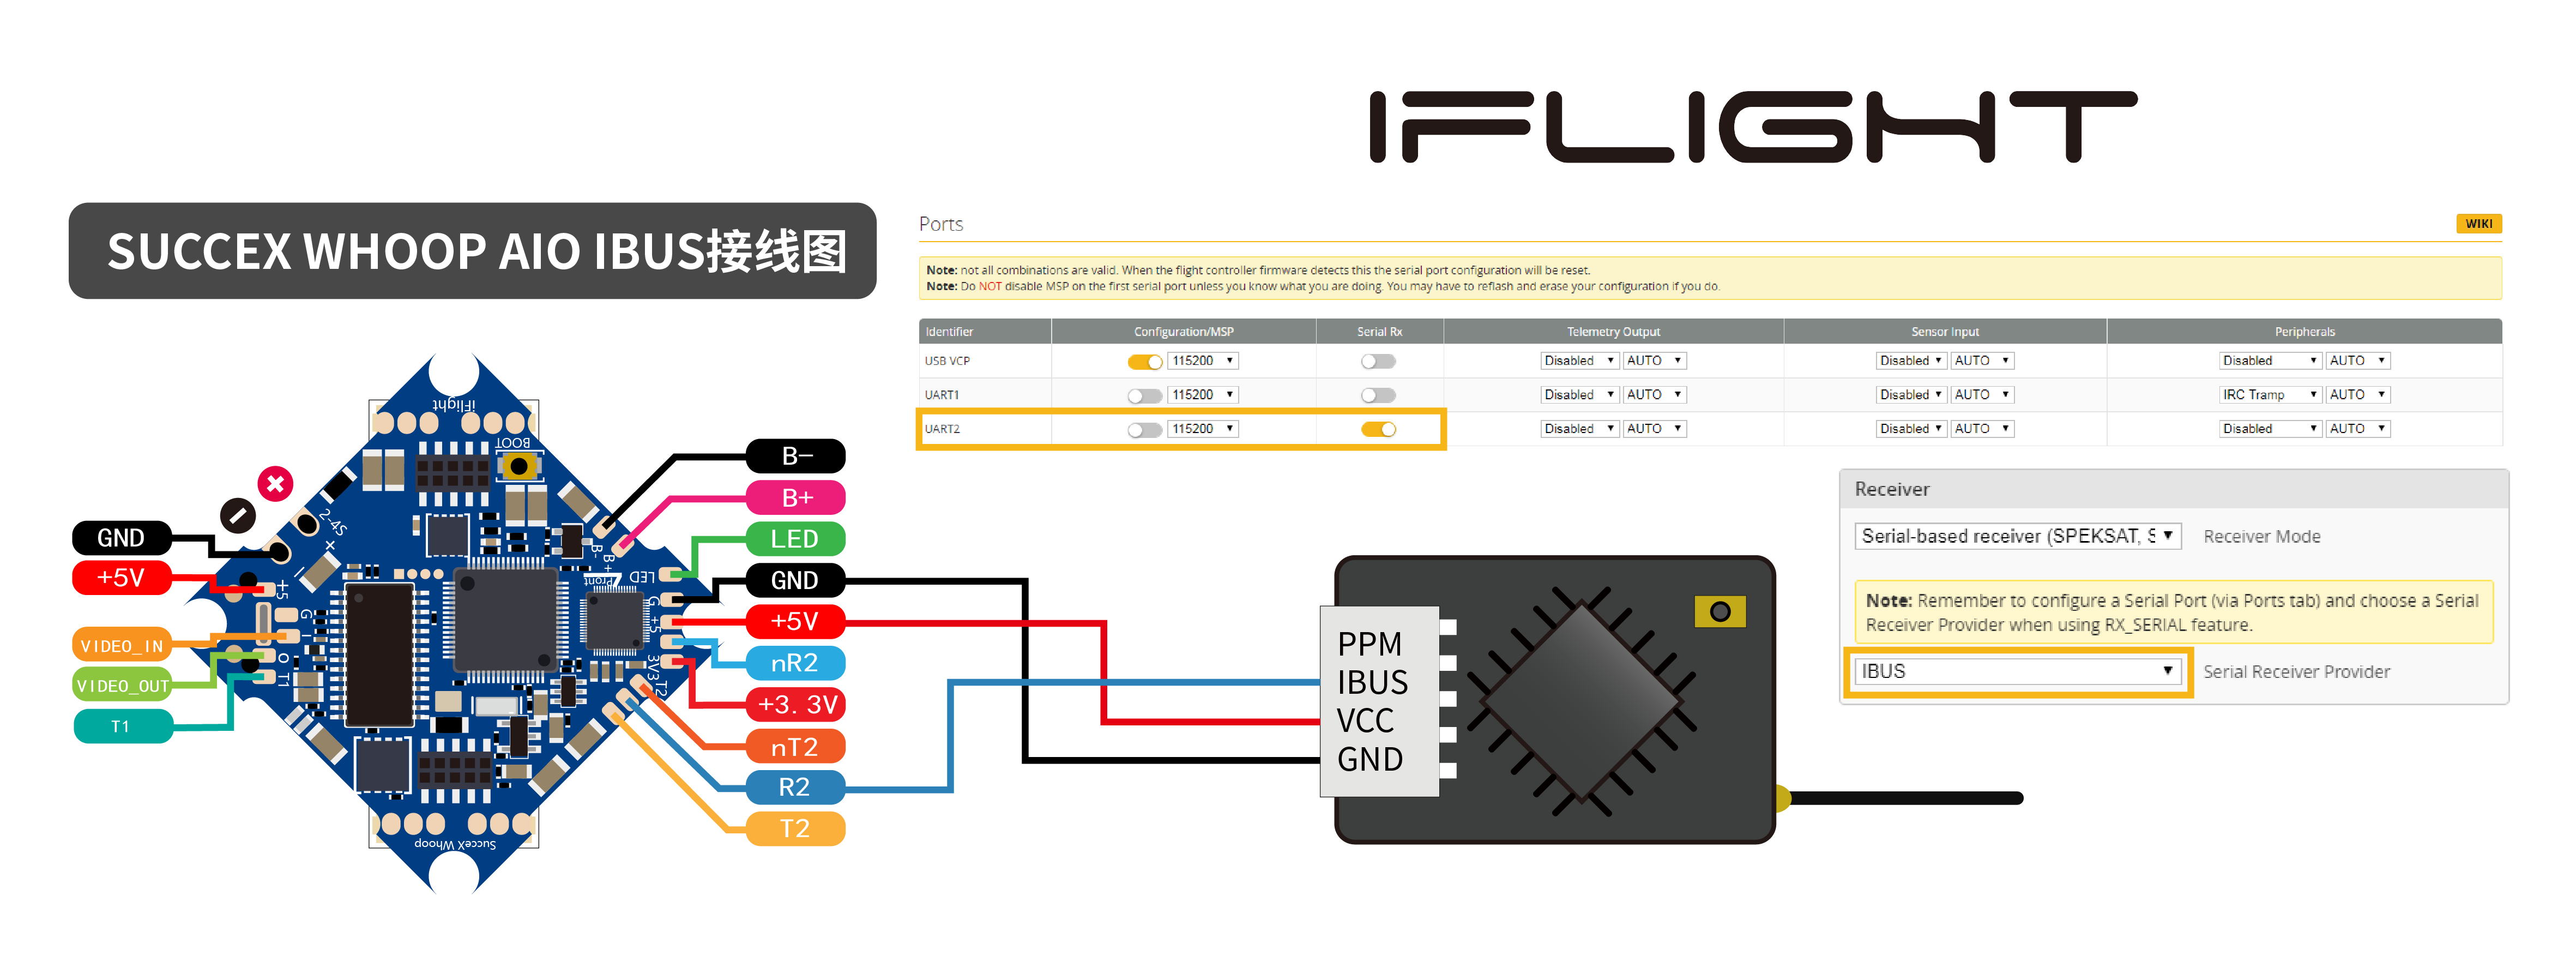 IFLIGHT
SUCCEX WHOOP AIO IBUS接线图
Ports
WIKI
Note: not all combinations are valid. When the flight controller firmware detects this the serial port configuration will be reset.
Note: Do NOT disable MSP on the first serial port unless you know what you are doing. You may have to reflash and erase your configuration if you do.
Identifier Configuration/MSP Serial Rx Telemetry Output Sensor Input Peripherals
USB VCP 115200 Disabled AUTO Disabled AUTO Disabled AUTO
UART1 115200 Disabled AUTO Disabled AUTO IRC Tramp AUTO
UART2 115200 Disabled AUTO Disabled AUTO Disabled AUTO
Receiver
Serial-based receiver (SPEKSAT, S Receiver Mode
Note: Remember to configure a Serial Port (via Ports tab) and choose a Serial
Receiver Provider when using RX_SERIAL feature.
IBUS Serial Receiver Provider
GND
+5V
VIDEO_IN
VIDEO_OUT
T1
iFlight
BOOT
2-4S
+
−
+5
G
I
O
T1
B-
B+
Front
LED
G
+5
3V3
T2
SucceX Whoop
B−
B+
LED
GND
+5V
nR2
+3.3V
nT2
R2
T2
PPM
IBUS
VCC
GND